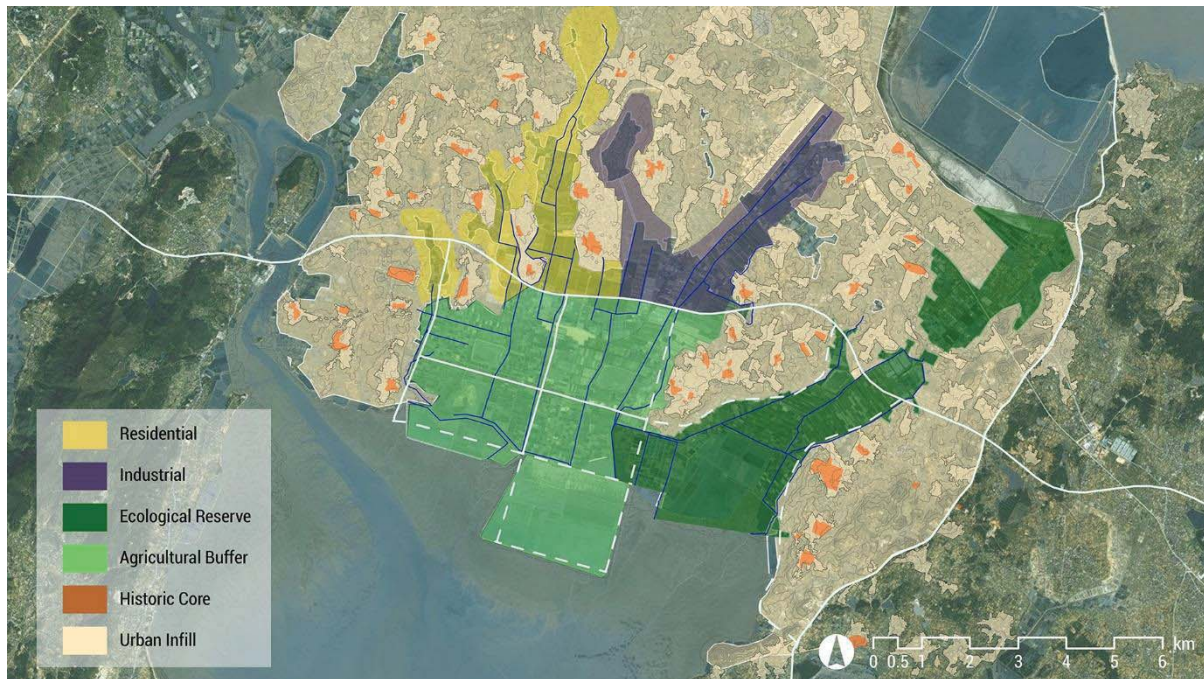 Residential
Industrial
Ecological Reserve
Agricultural Buffer
Historic Core
Urban Infill
km
0 0.5 1 2 3 4 5 6